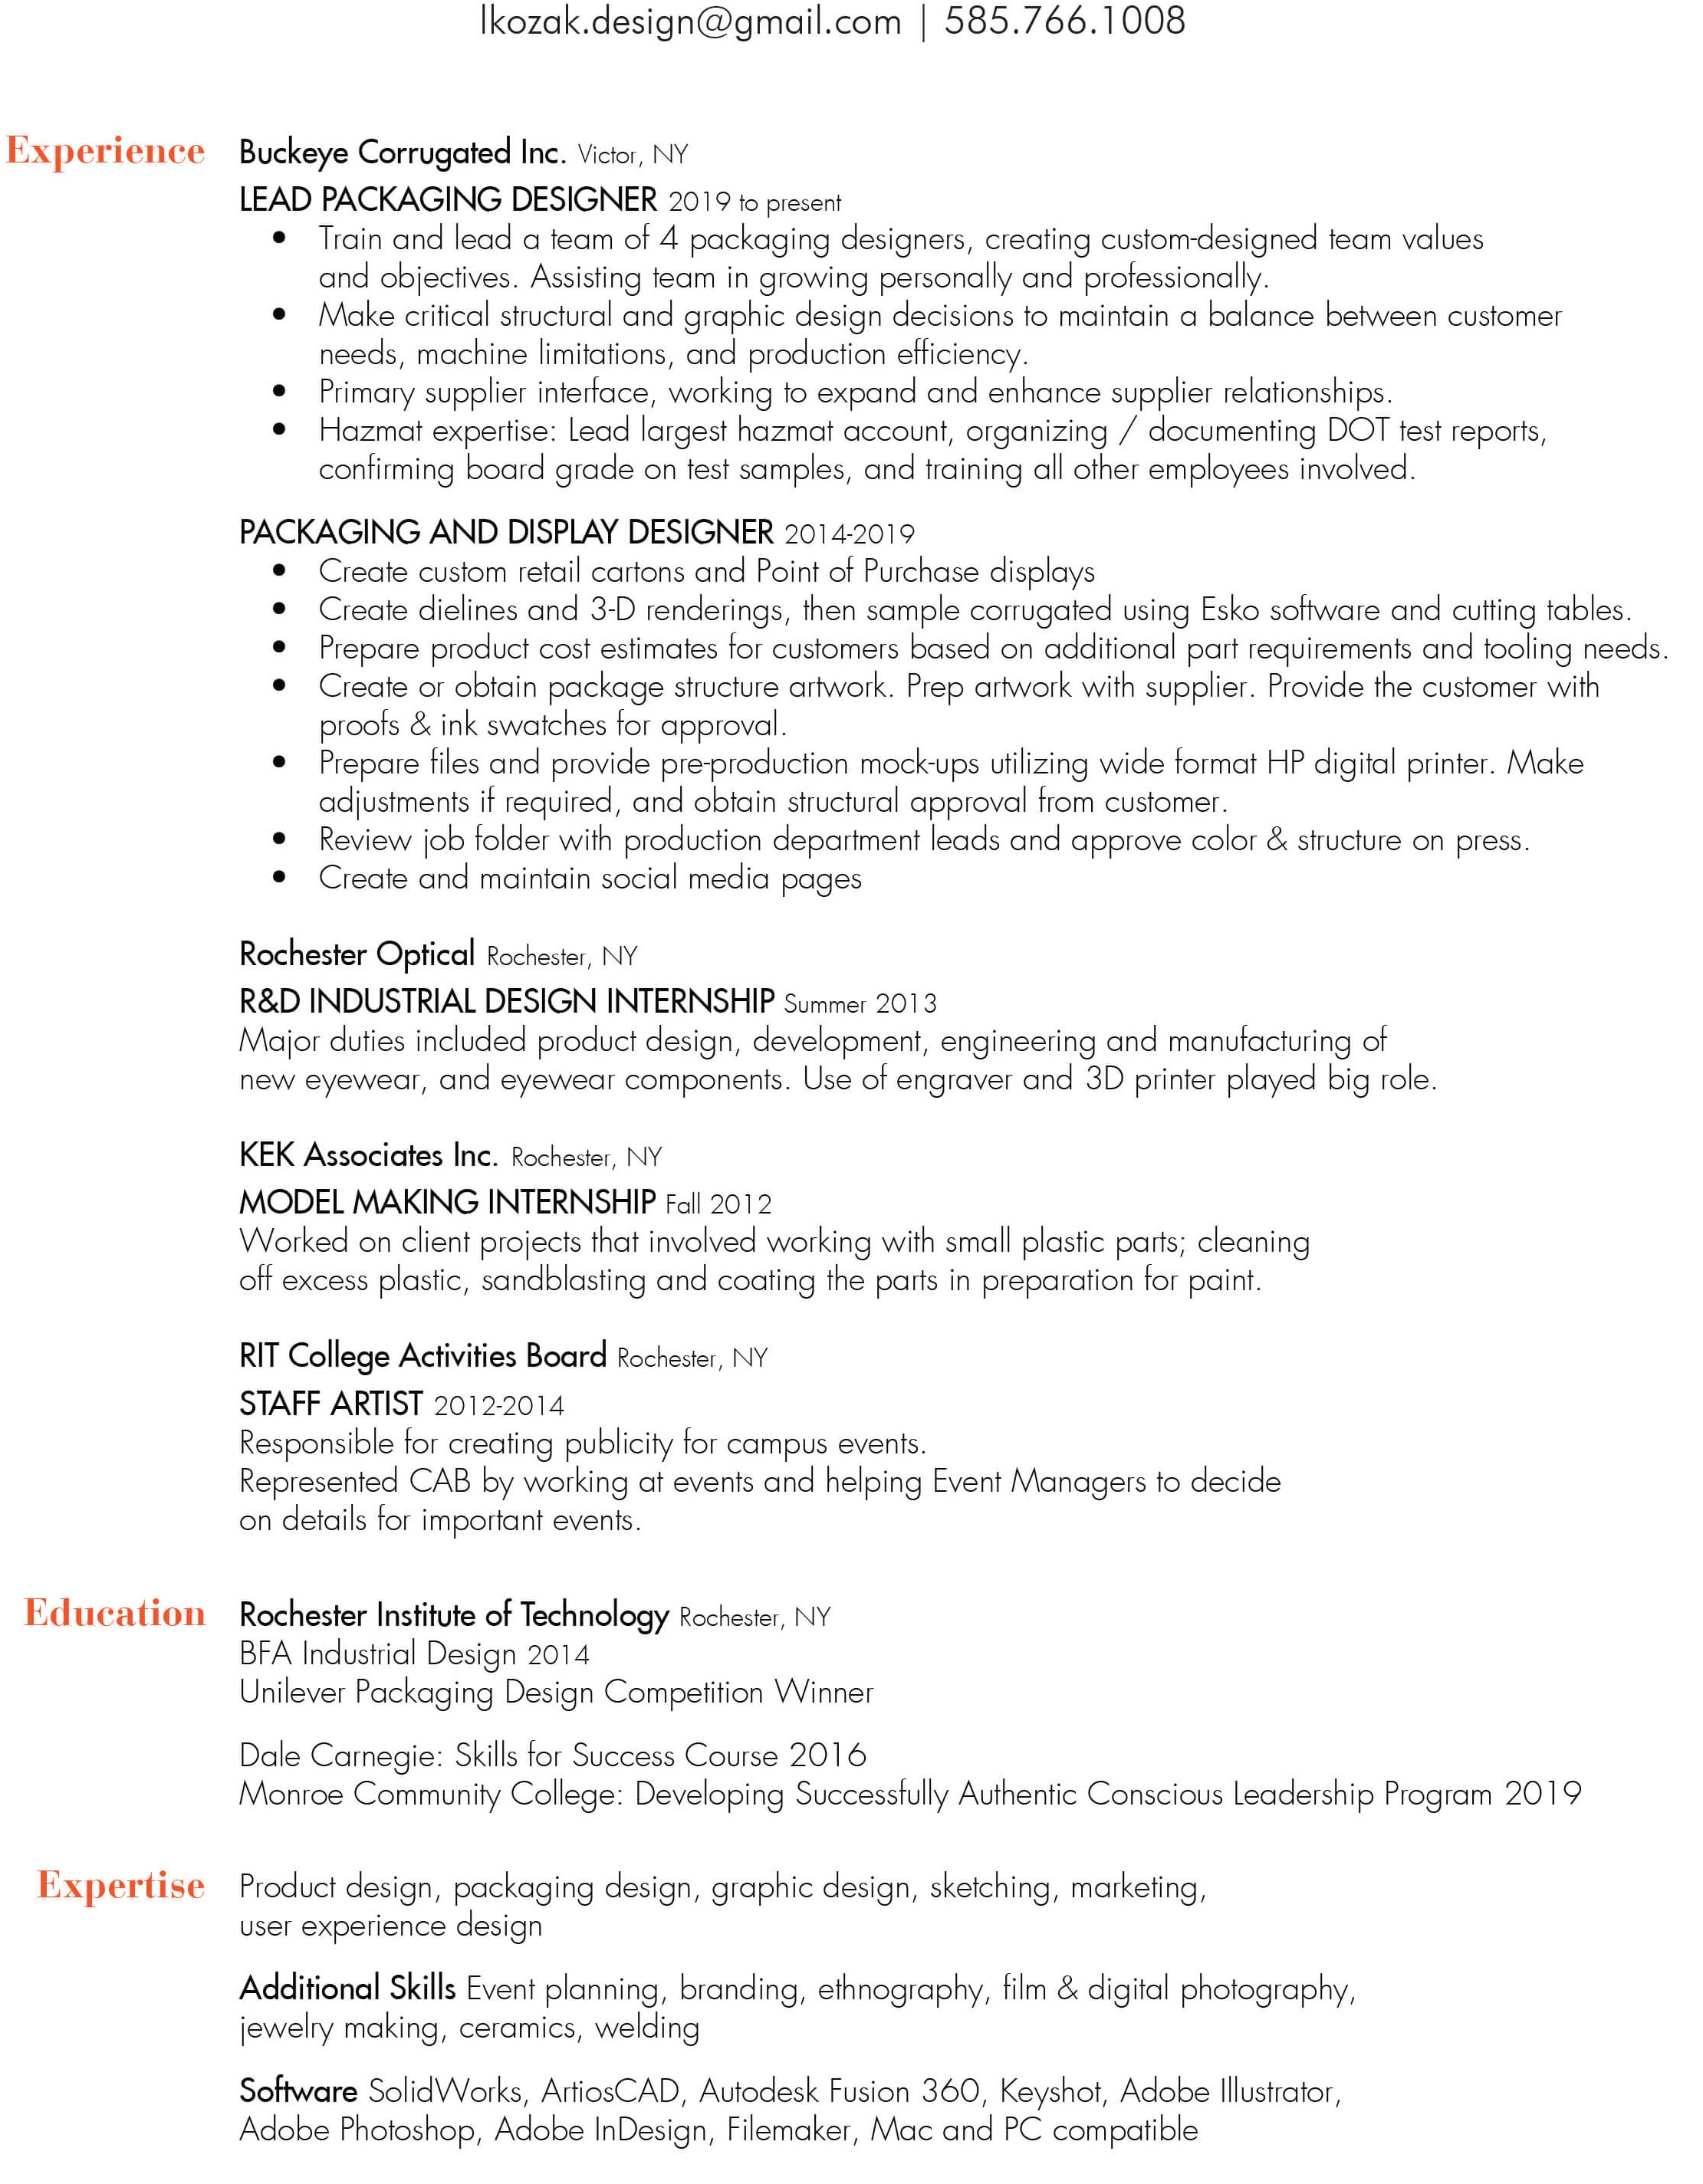 lkozak.design@gmail.com | 585.766.1008
Experience
Buckeye Corrugated Inc. Victor, NY
LEAD PACKAGING DESIGNER 2019 to present
• Train and lead a team of 4 packaging designers, creating custom-designed team values
and objectives. Assisting team in growing personally and professionally.
• Make critical structural and graphic design decisions to maintain a balance between customer
needs, machine limitations, and production efficiency.
• Primary supplier interface, working to expand and enhance supplier relationships.
• Hazmat expertise: Lead largest hazmat account, organizing / documenting DOT test reports,
confirming board grade on test samples, and training all other employees involved.
PACKAGING AND DISPLAY DESIGNER 2014-2019
• Create custom retail cartons and Point of Purchase displays
• Create dielines and 3-D renderings, then sample corrugated using Esko software and cutting tables.
• Prepare product cost estimates for customers based on additional part requirements and tooling needs.
• Create or obtain package structure artwork. Prep artwork with supplier. Provide the customer with
proofs & ink swatches for approval.
• Prepare files and provide pre-production mock-ups utilizing wide format HP digital printer. Make
adjustments if required, and obtain structural approval from customer.
• Review job folder with production department leads and approve color & structure on press.
• Create and maintain social media pages
Rochester Optical Rochester, NY
R&D INDUSTRIAL DESIGN INTERNSHIP Summer 2013
Major duties included product design, development, engineering and manufacturing of
new eyewear, and eyewear components. Use of engraver and 3D printer played big role.
KEK Associates Inc. Rochester, NY
MODEL MAKING INTERNSHIP Fall 2012
Worked on client projects that involved working with small plastic parts; cleaning
off excess plastic, sandblasting and coating the parts in preparation for paint.
RIT College Activities Board Rochester, NY
STAFF ARTIST 2012-2014
Responsible for creating publicity for campus events.
Represented CAB by working at events and helping Event Managers to decide
on details for important events.
Education
Rochester Institute of Technology Rochester, NY
BFA Industrial Design 2014
Unilever Packaging Design Competition Winner
Dale Carnegie: Skills for Success Course 2016
Monroe Community College: Developing Successfully Authentic Conscious Leadership Program 2019
Expertise
Product design, packaging design, graphic design, sketching, marketing,
user experience design
Additional Skills Event planning, branding, ethnography, film & digital photography,
jewelry making, ceramics, welding
Software SolidWorks, ArtiosCAD, Autodesk Fusion 360, Keyshot, Adobe Illustrator,
Adobe Photoshop, Adobe InDesign, Filemaker, Mac and PC compatible